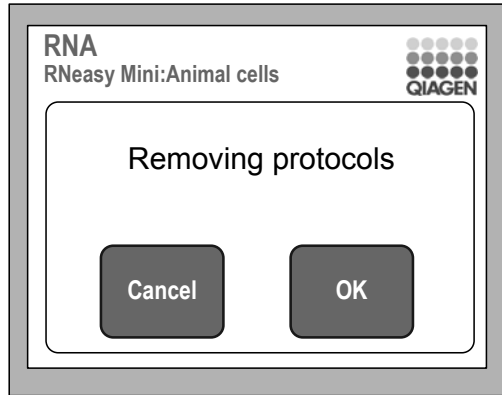 RNA
RNeasy Mini:Animal cells
QIAGEN
Removing protocols
Cancel OK